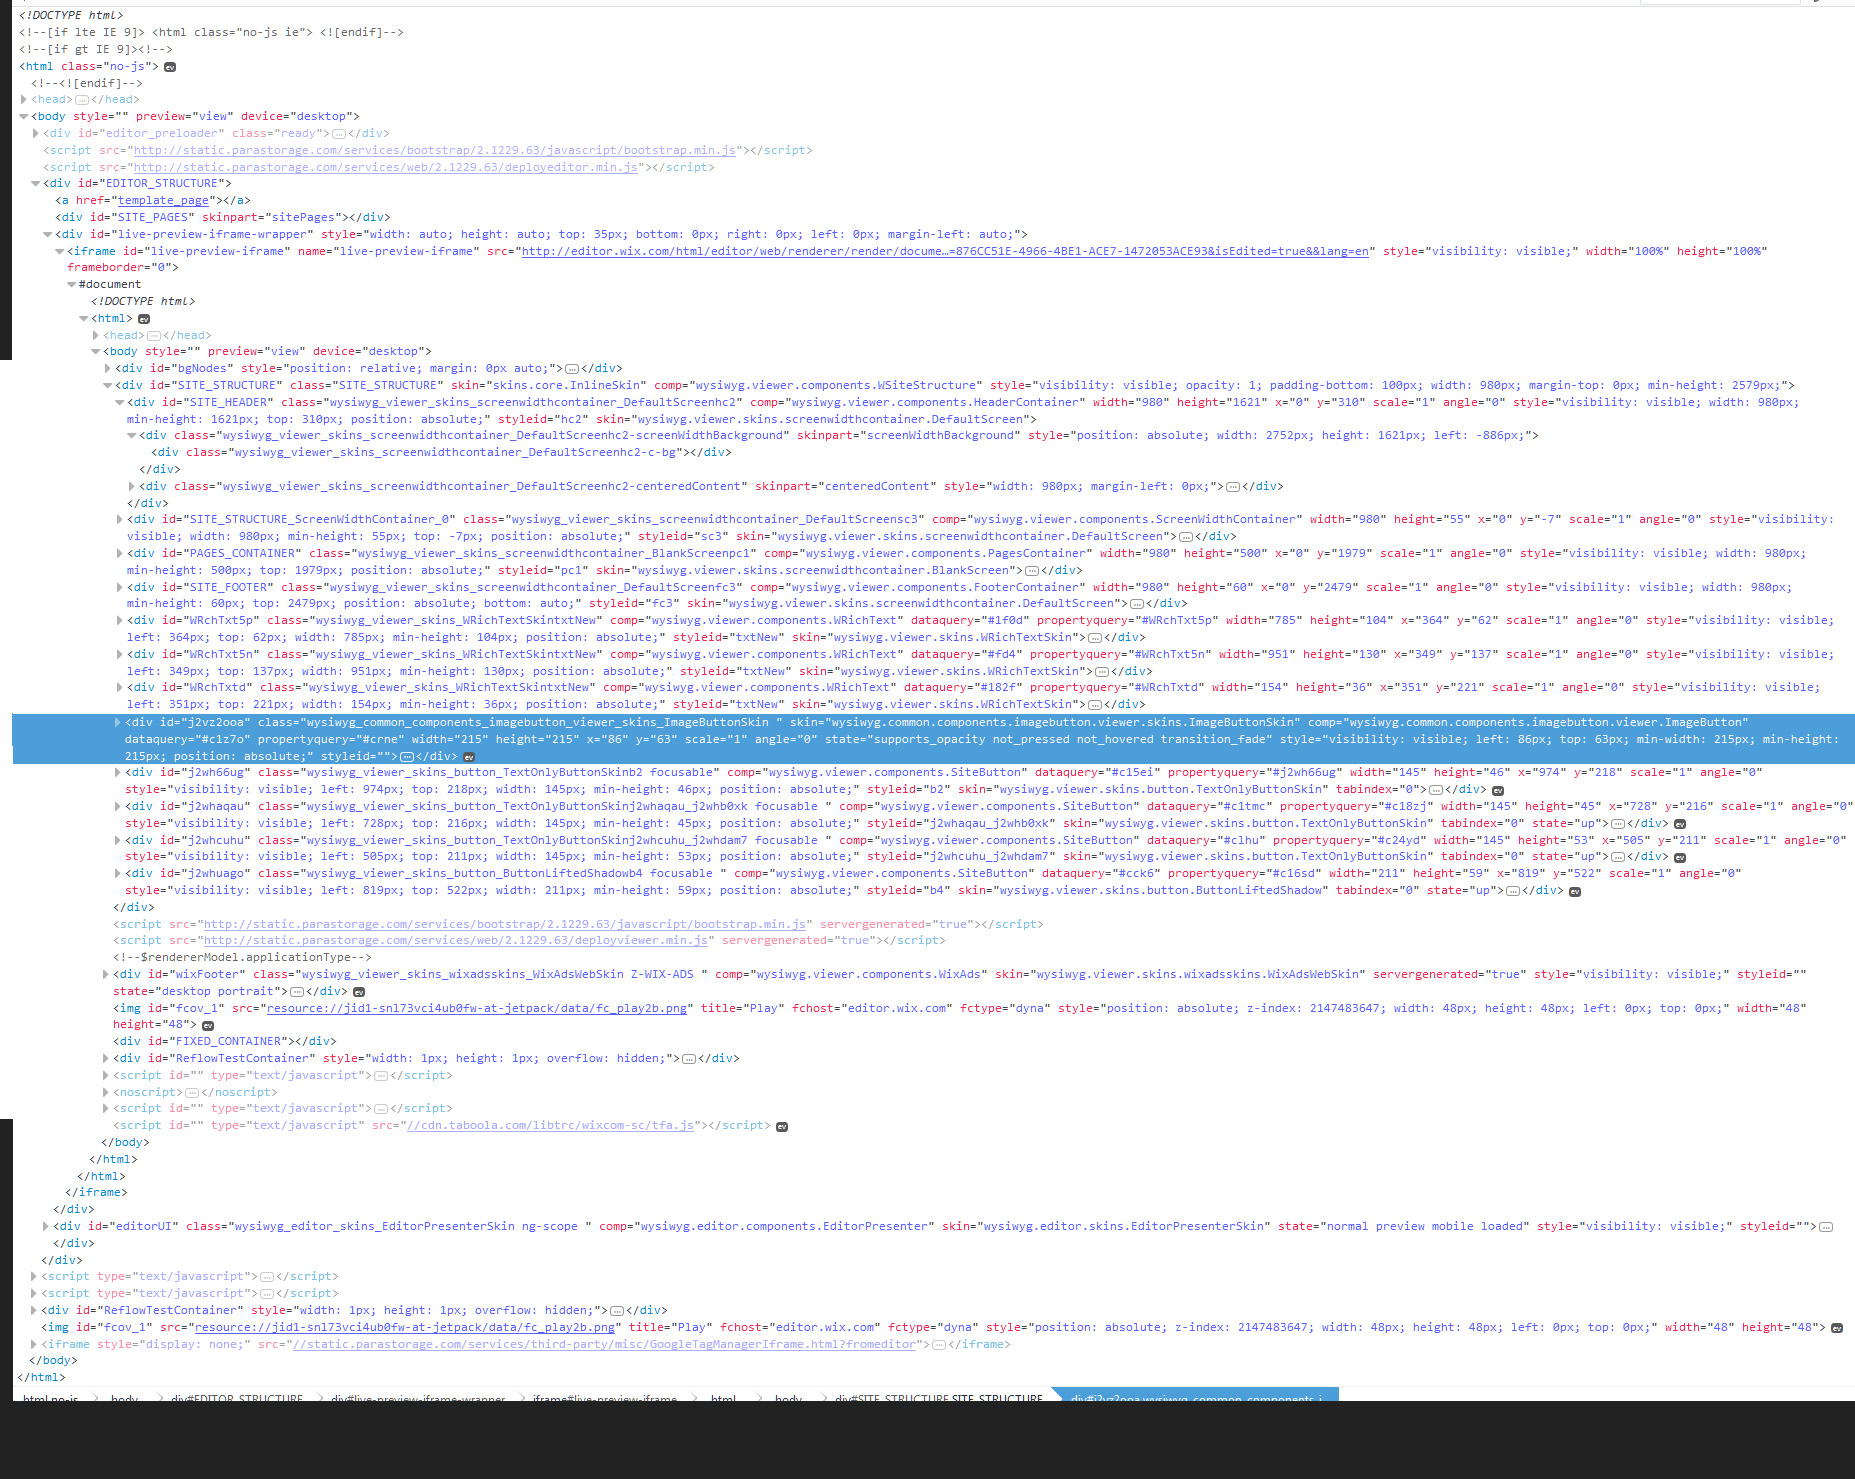 <!DOCTYPE html>
<!--[if lte IE 9]> <html class="no-js ie"> <![endif]-->
<!--[if gt IE 9]><!-->
<html class="no-js"> ev
<!--<![endif]-->
<head></head>
<body style="" preview="view" device="desktop">
<div id="editor_preloader" class="ready"></div>
<script src="http://static.parastorage.com/services/bootstrap/2.1229.63/javascript/bootstrap.min.js"></script>
<script src="http://static.parastorage.com/services/web/2.1229.63/deployeditor.min.js"></script>
<div id="EDITOR_STRUCTURE">
<a href="template_page"></a>
<div id="SITE_PAGES" skinpart="sitePages"></div>
<div id="live-preview-iframe-wrapper" style="width: auto; height: auto; top: 35px; bottom: 0px; right: 0px; left: 0px; margin-left: auto;">
<iframe id="live-preview-iframe" name="live-preview-iframe" src="http://editor.wix.com/html/editor/web/renderer/render/docume…=876CC51E-4966-4BE1-ACE7-1472053ACE93&isEdited=true&&lang=en" style="visibility: visible;" width="100%" height="100%"
frameborder="0">
#document
<!DOCTYPE html>
<html> ev
<head></head>
<body style="" preview="view" device="desktop">
<div id="bgNodes" style="position: relative; margin: 0px auto;"></div>
<div id="SITE_STRUCTURE" class="SITE_STRUCTURE" skin="skins.core.InlineSkin" comp="wysiwyg.viewer.components.WSiteStructure" style="visibility: visible; opacity: 1; padding-bottom: 100px; width: 980px; margin-top: 0px; min-height: 2579px;">
<div id="SITE_HEADER" class="wysiwyg_viewer_skins_screenwidthcontainer_DefaultScreenhc2" comp="wysiwyg.viewer.components.HeaderContainer" width="980" height="1621" x="0" y="310" scale="1" angle="0" style="visibility: visible; width: 980px;
min-height: 1621px; top: 310px; position: absolute;" styleid="hc2" skin="wysiwyg.viewer.skins.screenwidthcontainer.DefaultScreen">
<div class="wysiwyg_viewer_skins_screenwidthcontainer_DefaultScreenhc2-screenWidthBackground" skinpart="screenWidthBackground" style="position: absolute; width: 2752px; height: 1621px; left: -886px;">
<div class="wysiwyg_viewer_skins_screenwidthcontainer_DefaultScreenhc2-c-bg"></div>
</div>
<div class="wysiwyg_viewer_skins_screenwidthcontainer_DefaultScreenhc2-centeredContent" skinpart="centeredContent" style="width: 980px; margin-left: 0px;"></div>
</div>
<div id="SITE_STRUCTURE_ScreenWidthContainer_0" class="wysiwyg_viewer_skins_screenwidthcontainer_DefaultScreensc3" comp="wysiwyg.viewer.components.ScreenWidthContainer" width="980" height="55" x="0" y="-7" scale="1" angle="0" style="visibility:
visible; width: 980px; min-height: 55px; top: -7px; position: absolute;" styleid="sc3" skin="wysiwyg.viewer.skins.screenwidthcontainer.DefaultScreen"></div>
<div id="PAGES_CONTAINER" class="wysiwyg_viewer_skins_screenwidthcontainer_BlankScreenpc1" comp="wysiwyg.viewer.components.PagesContainer" width="980" height="500" x="0" y="1979" scale="1" angle="0" style="visibility: visible; width: 980px;
min-height: 500px; top: 1979px; position: absolute;" styleid="pc1" skin="wysiwyg.viewer.skins.screenwidthcontainer.BlankScreen"></div>
<div id="SITE_FOOTER" class="wysiwyg_viewer_skins_screenwidthcontainer_DefaultScreenfc3" comp="wysiwyg.viewer.components.FooterContainer" width="980" height="60" x="0" y="2479" scale="1" angle="0" style="visibility: visible; width: 980px;
min-height: 60px; top: 2479px; position: absolute; bottom: auto;" styleid="fc3" skin="wysiwyg.viewer.skins.screenwidthcontainer.DefaultScreen"></div>
<div id="WRchTxt5p" class="wysiwyg_viewer_skins_WRichTextSkintxtNew" comp="wysiwyg.viewer.components.WRichText" dataquery="#1f0d" propertyquery="#WRchTxt5p" width="785" height="104" x="364" y="62" scale="1" angle="0" style="visibility: visible;
left: 364px; top: 62px; width: 785px; min-height: 104px; position: absolute;" styleid="txtNew" skin="wysiwyg.viewer.skins.WRichTextSkin"></div>
<div id="WRchTxt5n" class="wysiwyg_viewer_skins_WRichTextSkintxtNew" comp="wysiwyg.viewer.components.WRichText" dataquery="#fd4" propertyquery="#WRchTxt5n" width="951" height="130" x="349" y="137" scale="1" angle="0" style="visibility: visible;
left: 349px; top: 137px; width: 951px; min-height: 130px; position: absolute;" styleid="txtNew" skin="wysiwyg.viewer.skins.WRichTextSkin"></div>
<div id="WRchTxtd" class="wysiwyg_viewer_skins_WRichTextSkintxtNew" comp="wysiwyg.viewer.components.WRichText" dataquery="#182f" propertyquery="#WRchTxtd" width="154" height="36" x="351" y="221" scale="1" angle="0" style="visibility: visible;
left: 351px; top: 221px; width: 154px; min-height: 36px; position: absolute;" styleid="txtNew" skin="wysiwyg.viewer.skins.WRichTextSkin"></div>
<div id="j2vz2ooa" class="wysiwyg_common_components_imagebutton_viewer_skins_ImageButtonSkin " skin="wysiwyg.common.components.imagebutton.viewer.skins.ImageButtonSkin" comp="wysiwyg.common.components.imagebutton.viewer.ImageButton"
dataquery="#c1z7o" propertyquery="#crne" width="215" height="215" x="86" y="63" scale="1" angle="0" state="supports_opacity not_pressed not_hovered transition_fade" style="visibility: visible; left: 86px; top: 63px; min-width: 215px; min-height:
215px; position: absolute;" styleid=""></div> ev
<div id="j2wh66ug" class="wysiwyg_viewer_skins_button_TextOnlyButtonSkinb2 focusable" comp="wysiwyg.viewer.components.SiteButton" dataquery="#c15ei" propertyquery="#j2wh66ug" width="145" height="46" x="974" y="218" scale="1" angle="0"
style="visibility: visible; left: 974px; top: 218px; width: 145px; min-height: 46px; position: absolute;" styleid="b2" skin="wysiwyg.viewer.skins.button.TextOnlyButtonSkin" tabindex="0"></div> ev
<div id="j2whaqau" class="wysiwyg_viewer_skins_button_TextOnlyButtonSkinj2whaqau_j2whb0xk focusable " comp="wysiwyg.viewer.components.SiteButton" dataquery="#c1tmc" propertyquery="#c18zj" width="145" height="45" x="728" y="216" scale="1" angle="0"
style="visibility: visible; left: 728px; top: 216px; width: 145px; min-height: 45px; position: absolute;" styleid="j2whaqau_j2whb0xk" skin="wysiwyg.viewer.skins.button.TextOnlyButtonSkin" tabindex="0" state="up"></div> ev
<div id="j2whcuhu" class="wysiwyg_viewer_skins_button_TextOnlyButtonSkinj2whcuhu_j2whdam7 focusable " comp="wysiwyg.viewer.components.SiteButton" dataquery="#clhu" propertyquery="#c24yd" width="145" height="53" x="505" y="211" scale="1" angle="0"
style="visibility: visible; left: 505px; top: 211px; width: 145px; min-height: 53px; position: absolute;" styleid="j2whcuhu_j2whdam7" skin="wysiwyg.viewer.skins.button.TextOnlyButtonSkin" tabindex="0" state="up"></div> ev
<div id="j2whuago" class="wysiwyg_viewer_skins_button_ButtonLiftedShadowb4 focusable " comp="wysiwyg.viewer.components.SiteButton" dataquery="#cck6" propertyquery="#c16sd" width="211" height="59" x="819" y="522" scale="1" angle="0"
style="visibility: visible; left: 819px; top: 522px; width: 211px; min-height: 59px; position: absolute;" styleid="b4" skin="wysiwyg.viewer.skins.button.ButtonLiftedShadow" tabindex="0" state="up"></div> ev
</div>
<script src="http://static.parastorage.com/services/bootstrap/2.1229.63/javascript/bootstrap.min.js" servergenerated="true"></script>
<script src="http://static.parastorage.com/services/web/2.1229.63/deployviewer.min.js" servergenerated="true"></script>
<!--$rendererModel.applicationType-->
<div id="wixFooter" class="wysiwyg_viewer_skins_wixadsskins_WixAdsWebSkin Z-WIX-ADS " comp="wysiwyg.viewer.components.WixAds" skin="wysiwyg.viewer.skins.wixadsskins.WixAdsWebSkin" servergenerated="true" style="visibility: visible;" styleid=""
state="desktop portrait"></div> ev
<img id="fcov_1" src="resource://jid1-snl73vci4ub0fw-at-jetpack/data/fc_play2b.png" title="Play" fchost="editor.wix.com" fctype="dyna" style="position: absolute; z-index: 2147483647; width: 48px; height: 48px; left: 0px; top: 0px;" width="48"
height="48"> ev
<div id="FIXED_CONTAINER"></div>
<div id="ReflowTestContainer" style="width: 1px; height: 1px; overflow: hidden;"></div>
<script id="" type="text/javascript"></script>
<noscript></noscript>
<script id="" type="text/javascript"></script>
<script id="" type="text/javascript" src="//cdn.taboola.com/libtrc/wixcom-sc/tfa.js"></script> ev
</body>
</html>
</html>
</iframe>
</div>
<div id="editorUI" class="wysiwyg_editor_skins_EditorPresenterSkin ng-scope " comp="wysiwyg.editor.components.EditorPresenter" skin="wysiwyg.editor.skins.EditorPresenterSkin" state="normal preview mobile loaded" style="visibility: visible;" styleid="">
</div>
</div>
<script type="text/javascript"></script>
<script type="text/javascript"></script>
<div id="ReflowTestContainer" style="width: 1px; height: 1px; overflow: hidden;"></div>
<img id="fcov_1" src="resource://jid1-snl73vci4ub0fw-at-jetpack/data/fc_play2b.png" title="Play" fchost="editor.wix.com" fctype="dyna" style="position: absolute; z-index: 2147483647; width: 48px; height: 48px; left: 0px; top: 0px;" width="48" height="48"> ev
<iframe style="display: none;" src="//static.parastorage.com/services/third-party/misc/GoogleTagManagerIframe.html?fromeditor"></iframe>
</body>
</html>
html.no-js body div#EDITOR_STRUCTURE div#live-preview-iframe-wrapper iframe#live-preview-iframe html body div#SITE_STRUCTURE.SITE_STRUCTURE div#j2vz2ooa.wysiwyg_common_components_i